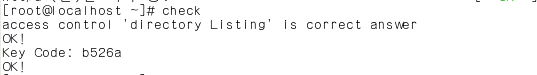 [root@localhost ~]# check
access control 'directory Listing' is correct answer
OK!
Key Code: b526a
OK!